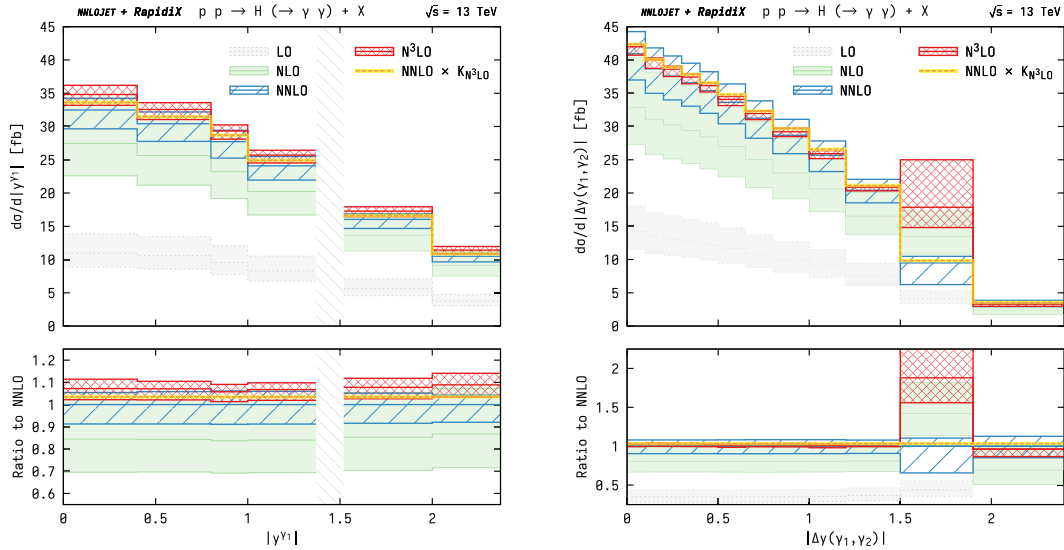 NNLOJET + RapidiX p p → H (→ γ γ) + X √s = 13 TeV
dσ/d|y^γ1| [fb]
45
40
35
30
25
20
15
10
5
0
LO
NLO
NNLO
N³LO
NNLO × K_N³LO
Ratio to NNLO
1.2
1.1
1
0.9
0.8
0.7
0.6
0 0.5 1 1.5 2
|y^γ1|
NNLOJET + RapidiX p p → H (→ γ γ) + X √s = 13 TeV
dσ/d|Δy(γ₁,γ₂)| [fb]
45
40
35
30
25
20
15
10
5
0
LO
NLO
NNLO
N³LO
NNLO × K_N³LO
Ratio to NNLO
2
1.5
1
0.5
0 0.5 1 1.5 2
|Δy(γ₁,γ₂)|